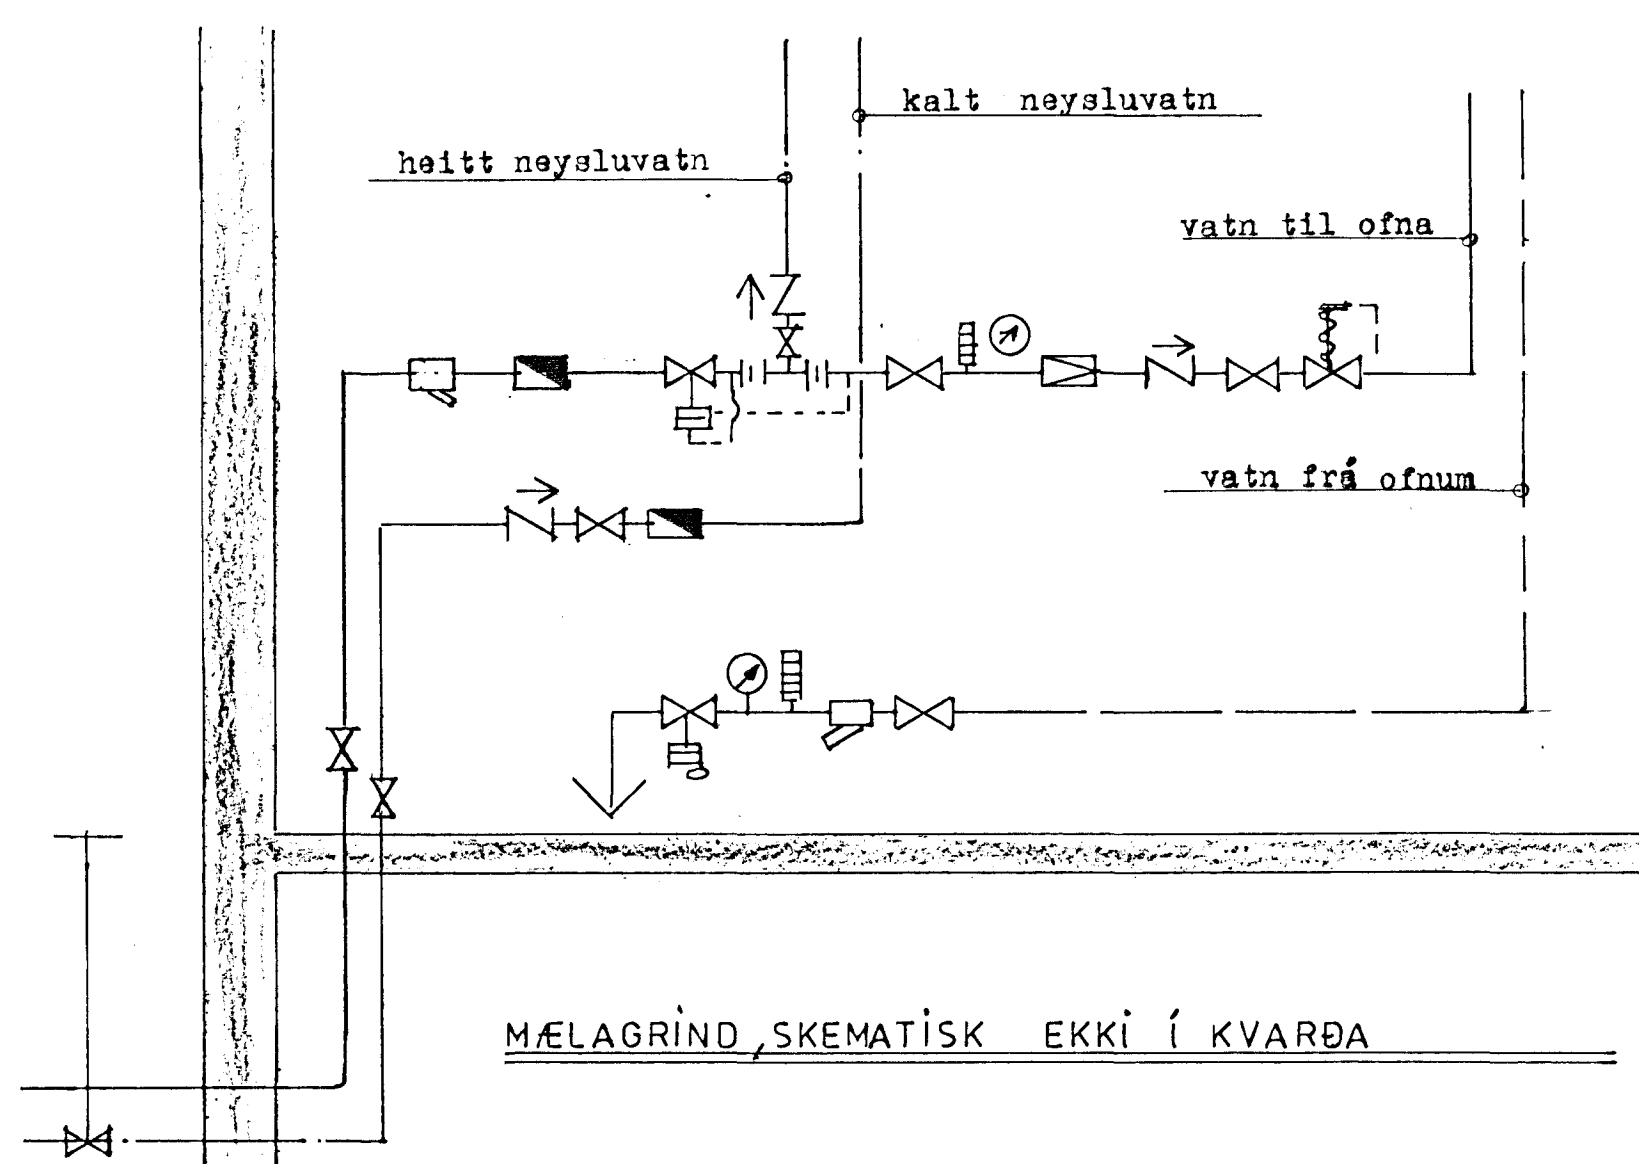 kalt neysluvatn
heitt neysluvatn
vatn til ofna
vatn frá ofnum
MÆLAGRIND, SKEMATISK EKKI Í KVARÐA